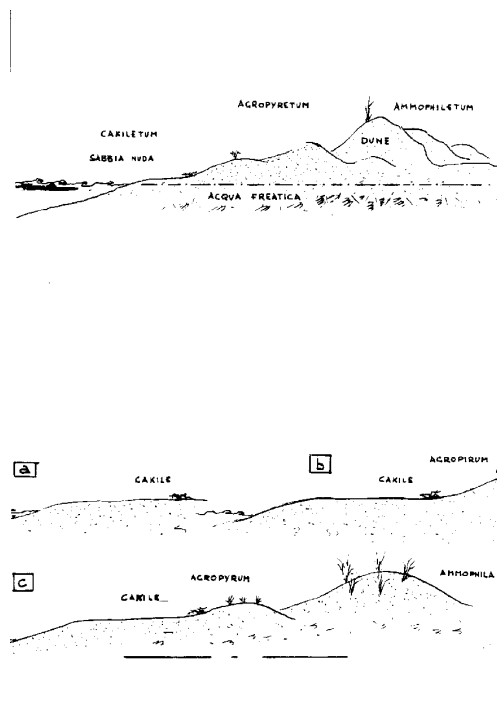 AGROPYRETUM
AMMOPHILETUM
CAKILETUM
DUNE
SABBIA NUDA
ACQUA FREATICA
a
b
AGROPIRUM
CAKILE
CAKILE
c
AGROPYRUM
AMMOPHILA
CAKILE